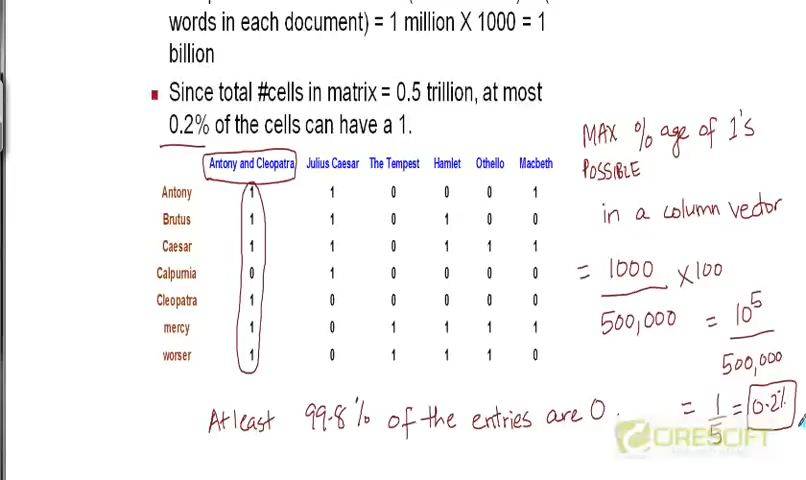 words in each document) = 1 million X 1000 = 1
billion
Since total #cells in matrix = 0.5 trillion, at most
0.2% of the cells can have a 1.
Antony and Cleopatra Julius Caesar The Tempest Hamlet Othello Macbeth
Antony 1 1 0 0 0 1
Brutus 1 1 0 1 0 0
Caesar 1 1 0 1 1 1
Calpurnia 0 1 0 0 0 0
Cleopatra 1 0 0 0 0 0
mercy 1 0 1 1 1 1
worser 1 0 1 1 1 0
MAX % age of 1's
POSSIBLE
in a column vector
= 1000 / 500,000 × 100
= 10^5 / 500,000
= 1/5 = 0.2%
At least 99.8% of the entries are 0.